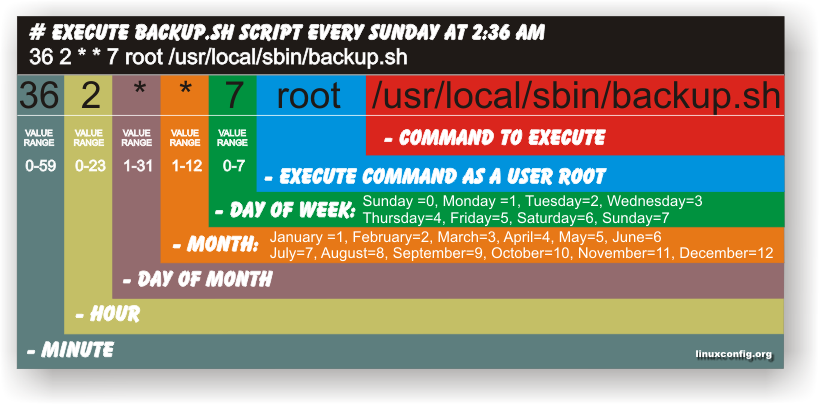 # EXECUTE BACKUP.SH SCRIPT EVERY SUNDAY AT 2:36 AM
36 2 * * 7 root /usr/local/sbin/backup.sh
36 2 * * 7 root /usr/local/sbin/backup.sh
VALUE VALUE VALUE VALUE VALUE
RANGE RANGE RANGE RANGE RANGE
0-59 0-23 1-31 1-12 0-7
- COMMAND TO EXECUTE
- EXECUTE COMMAND AS A USER ROOT
- DAY OF WEEK:
Sunday =0, Monday =1, Tuesday=2, Wednesday=3
Thursday=4, Friday=5, Saturday=6, Sunday=7
- MONTH:
January =1, February=2, March=3, April=4, May=5, June=6
July=7, August=8, September=9, October=10, November=11, December=12
- DAY OF MONTH
- HOUR
- MINUTE
linuxconfig.org